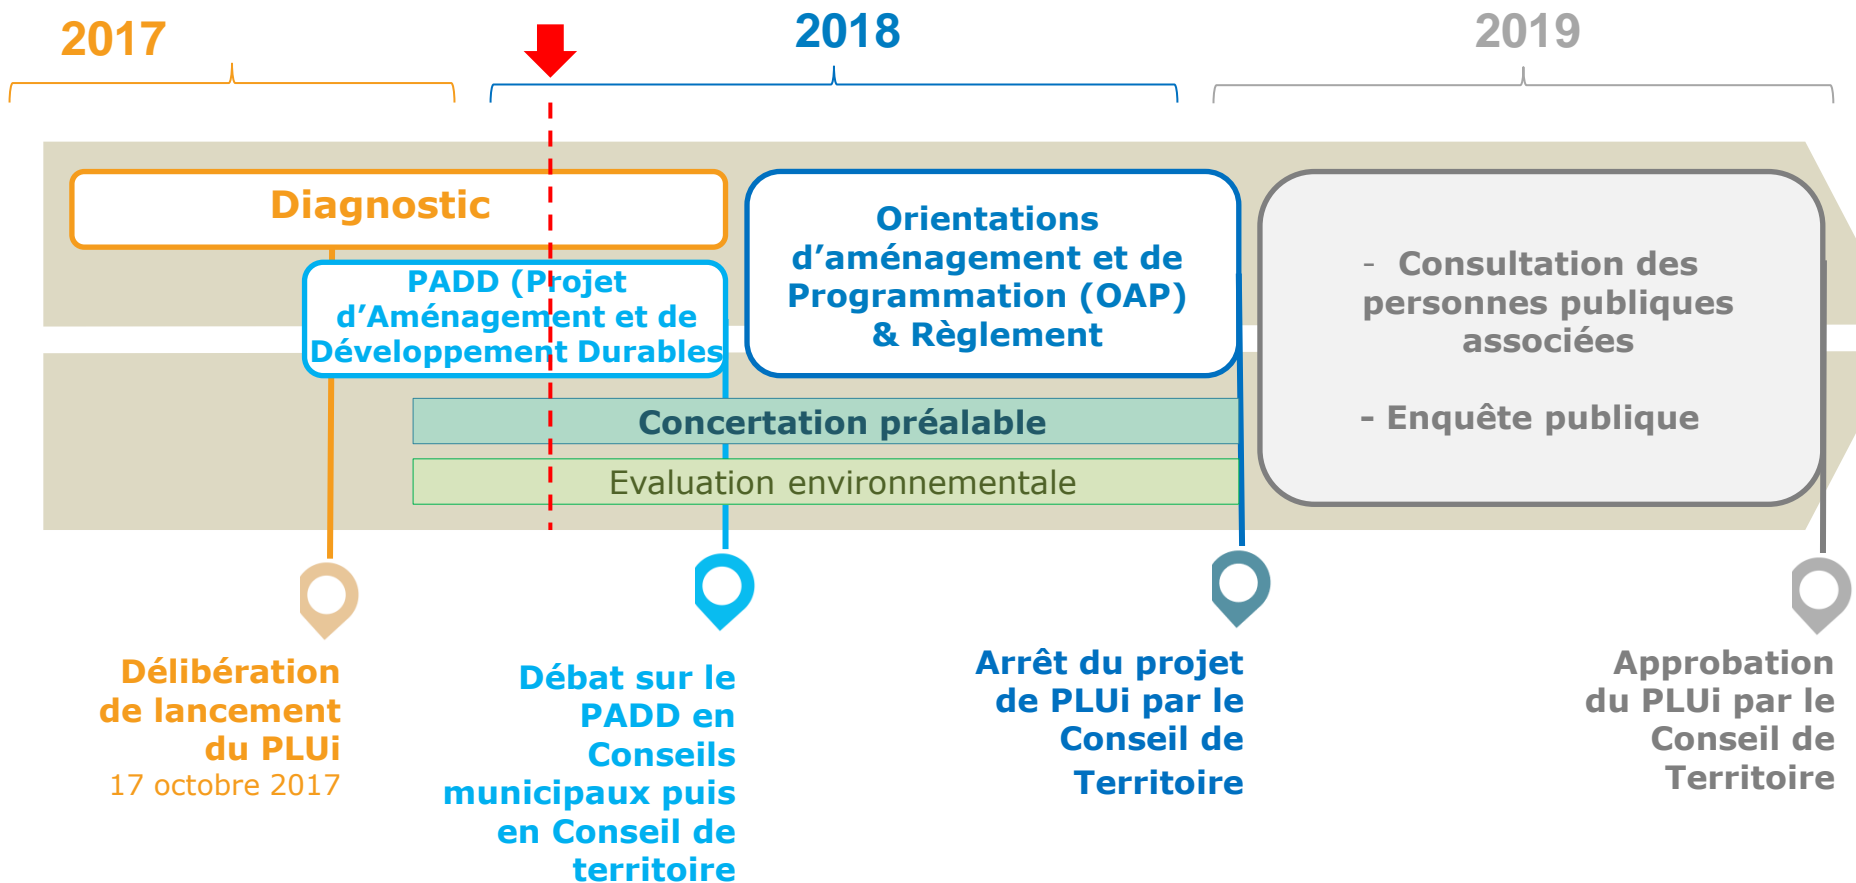 2017
2018
2019
Diagnostic
PADD (Projet
d’Aménagement et de
Développement Durables
Orientations
d’aménagement et de
Programmation (OAP)
& Règlement
- Consultation des
personnes publiques
associées
- Enquête publique
Concertation préalable
Evaluation environnementale
Délibération
de lancement
du PLUi
17 octobre 2017
Débat sur le
PADD en
Conseils
municipaux puis
en Conseil de
territoire
Arrêt du projet
de PLUi par le
Conseil de
Territoire
Approbation
du PLUi par le
Conseil de
Territoire